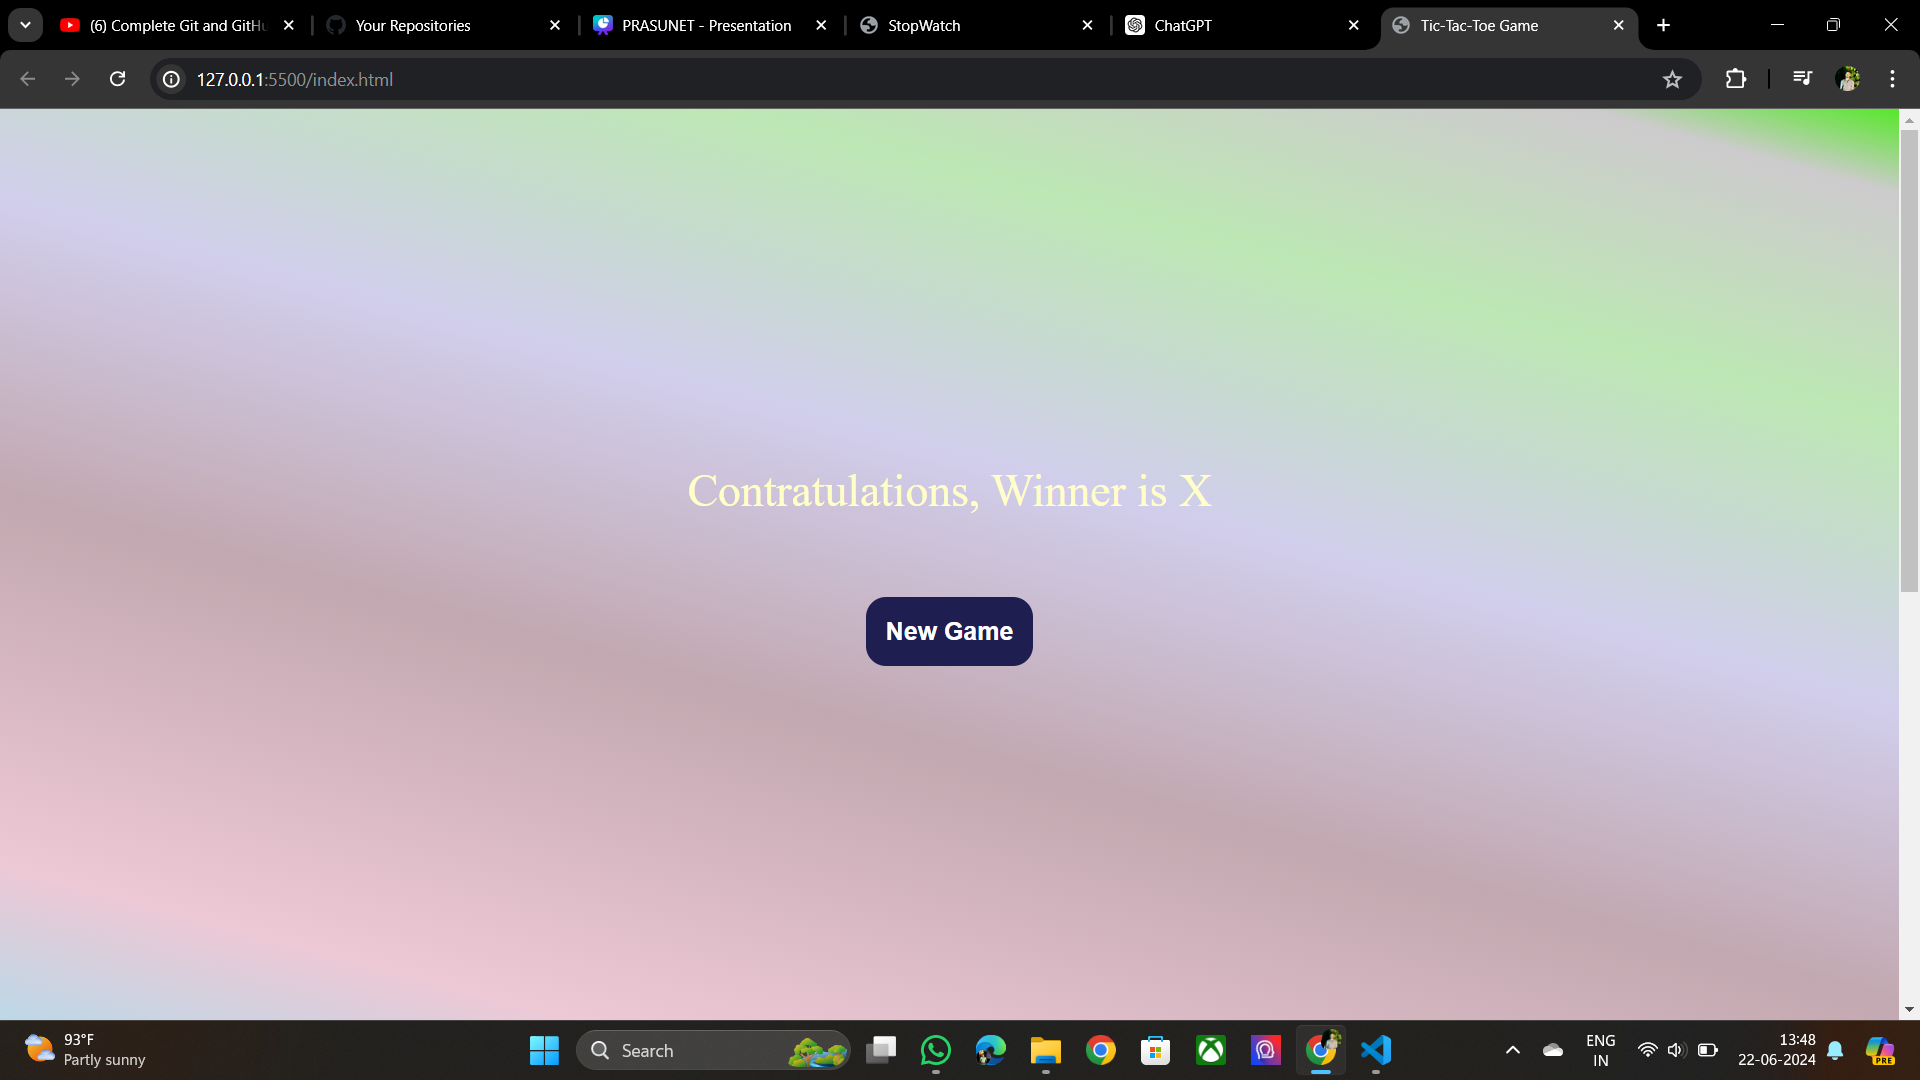 (6) Complete Git and GitHu
Your Repositories
PRASUNET - Presentation
StopWatch
ChatGPT
Tic-Tac-Toe Game
127.0.0.1:5500/index.html
Contratulations, Winner is X
New Game
93°F
Partly sunny
Search
ENG
IN
13:48
22-06-2024
PRE